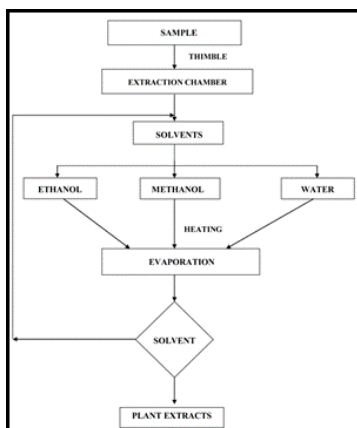 SAMPLE
THIMBLE
EXTRACTION CHAMBER
SOLVENTS
ETHANOL
METHANOL
WATER
HEATING
EVAPORATION
SOLVENT
PLANT EXTRACTS